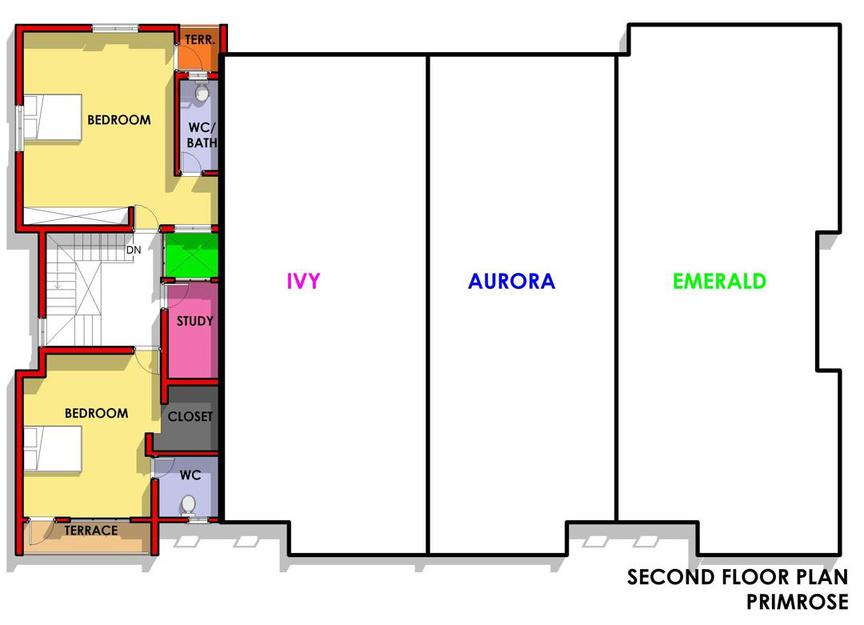 TERR.
BEDROOM
WC/
BATH
DN
IVY
AURORA
EMERALD
STUDY
BEDROOM
CLOSET
WC
TERRACE
SECOND FLOOR PLAN
PRIMROSE